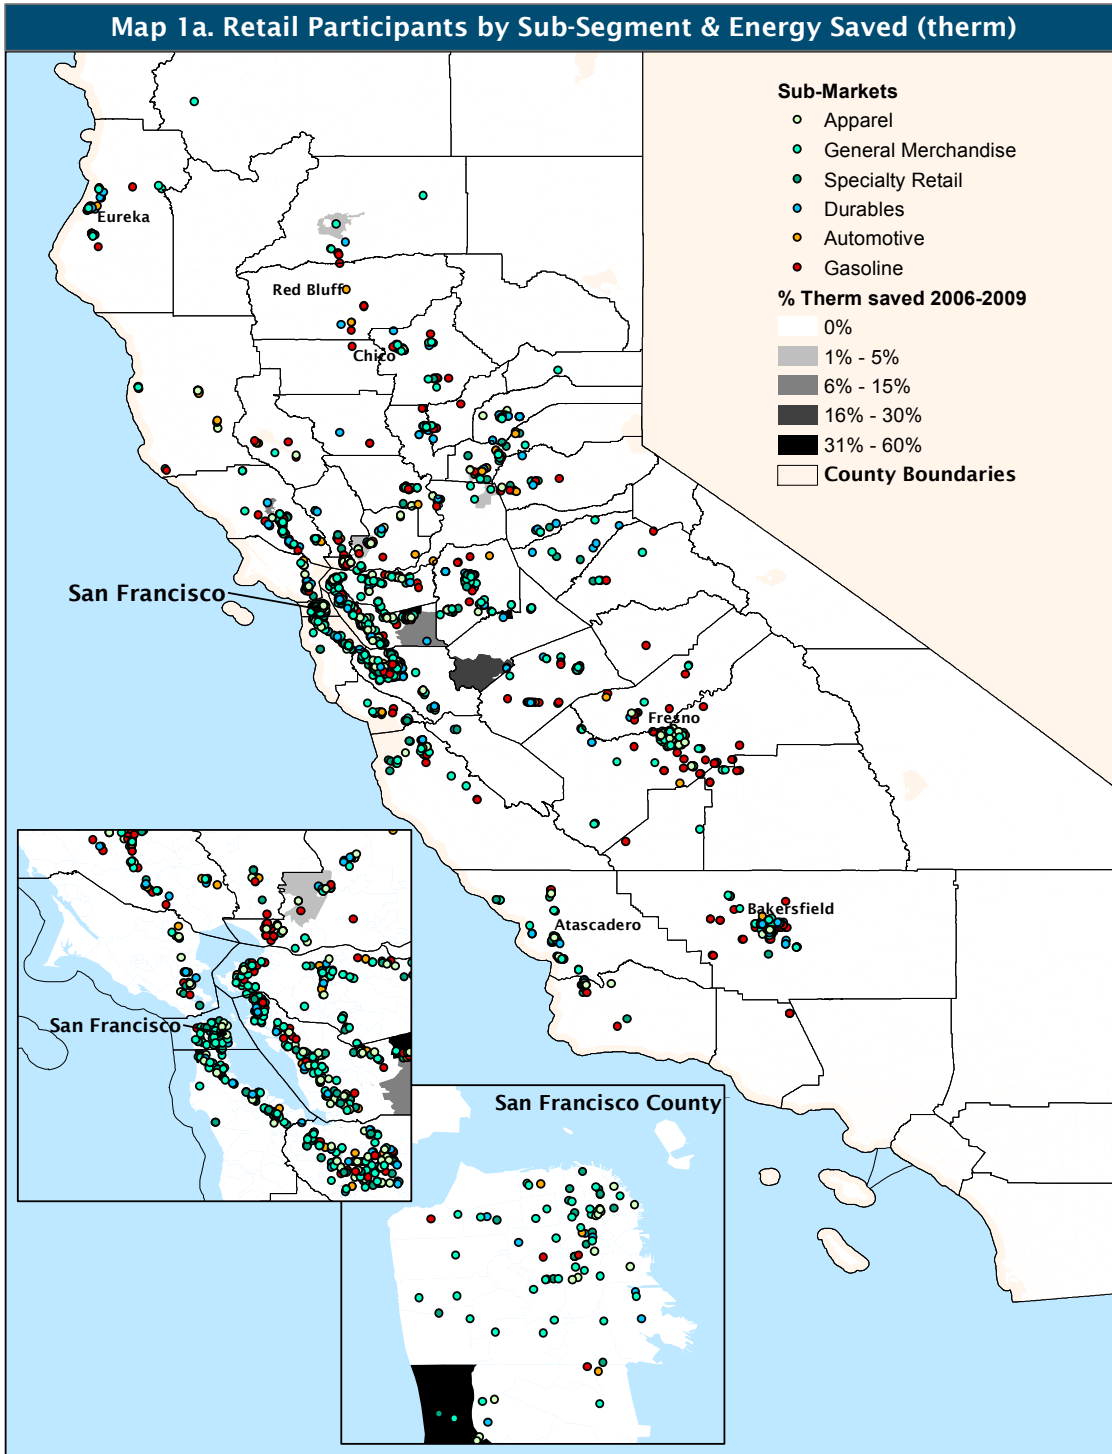 Map 1a. Retail Participants by Sub-Segment & Energy Saved (therm)
Sub-Markets
Apparel
General Merchandise
Specialty Retail
Durables
Automotive
Gasoline
% Therm saved 2006-2009
0%
1% - 5%
6% - 15%
16% - 30%
31% - 60%
County Boundaries
Eureka
Red Bluff
Chico
San Francisco
Fresno
Bakersfield
Atascadero
San Francisco
San Francisco County